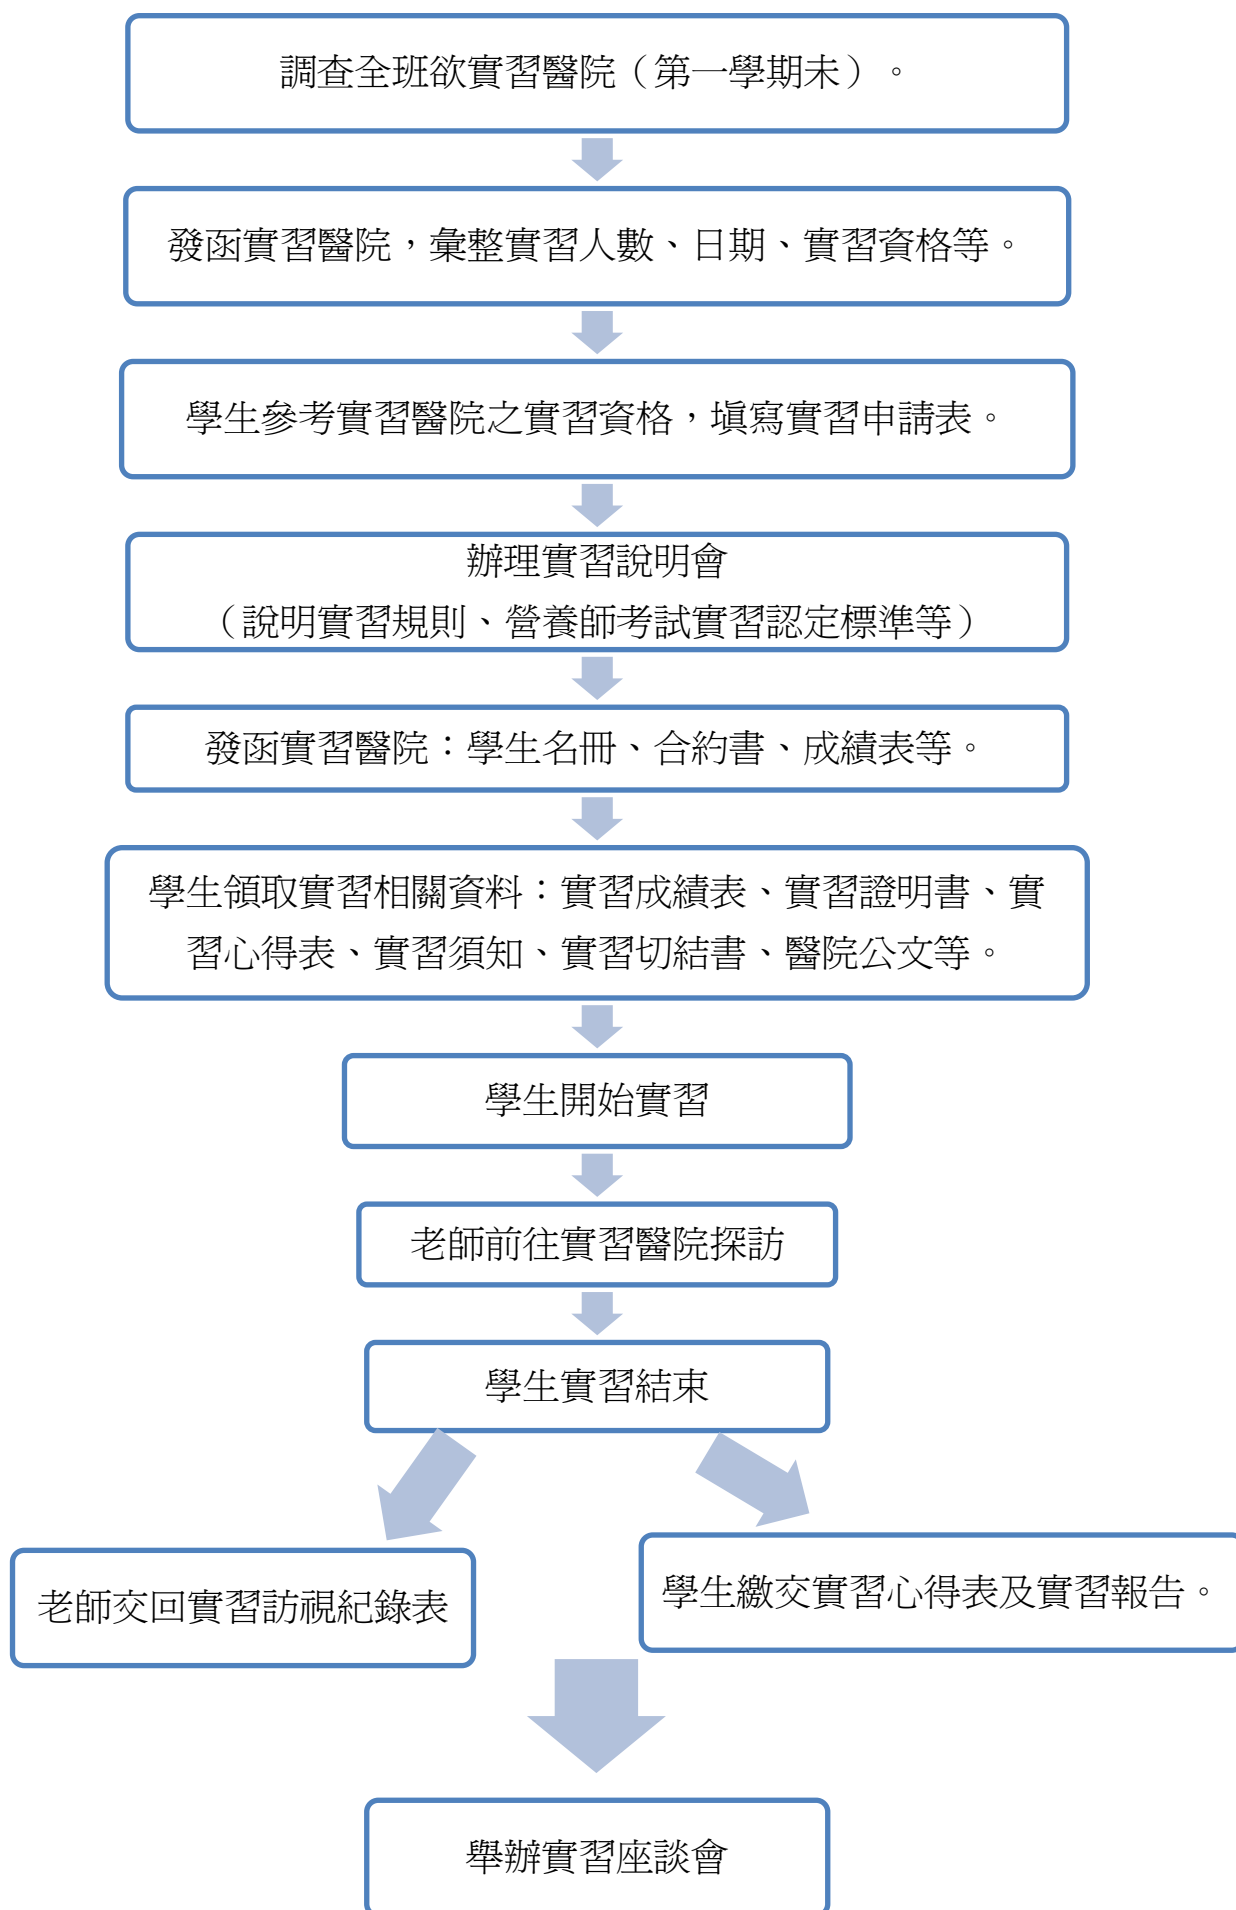 調查全班欲實習醫院（第一學期未）。
發函實習醫院，彙整實習人數、日期、實習資格等。
學生參考實習醫院之實習資格，填寫實習申請表。
辦理實習說明會
（說明實習規則、營養師考試實習認定標準等）
發函實習醫院：學生名冊、合約書、成績表等。
學生領取實習相關資料：實習成績表、實習證明書、實
習心得表、實習須知、實習切結書、醫院公文等。
學生開始實習
老師前往實習醫院探訪
學生實習結束
老師交回實習訪視紀錄表
學生繳交實習心得表及實習報告。
舉辦實習座談會